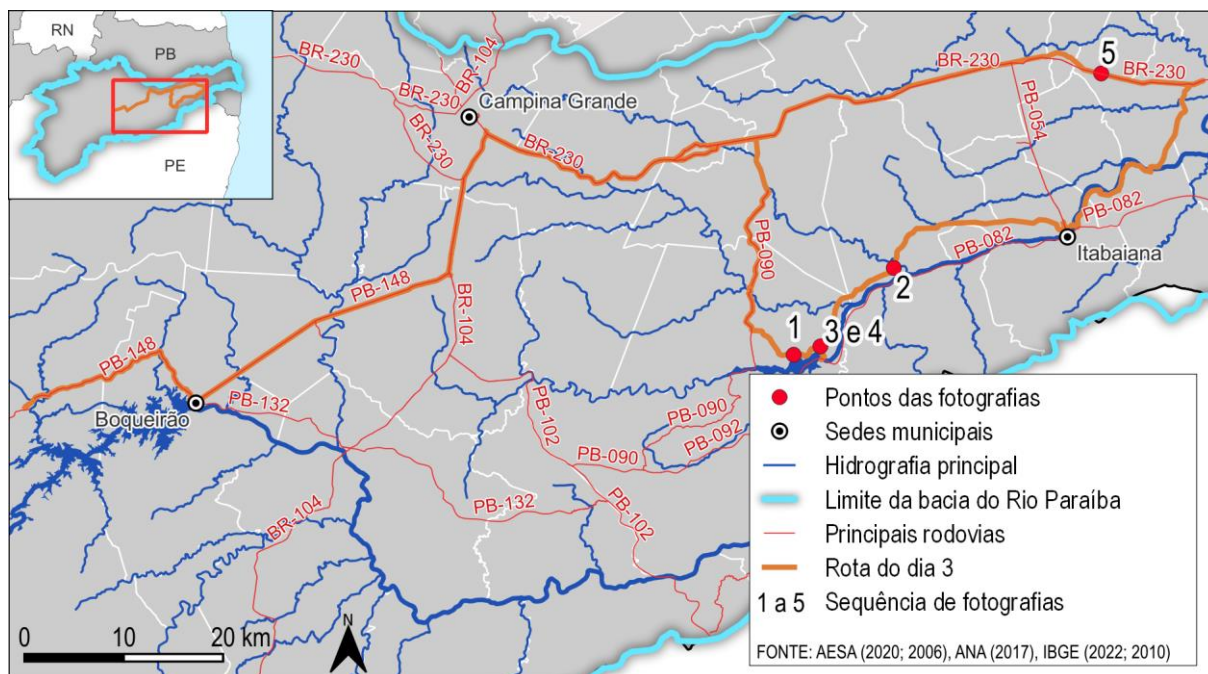 RN
PB
PE
BR-230
BR-104
BR-230
Campina Grande
BR-230
BR-230
BR-230
5
BR-230
PB-054
PB-148
BR-104
PB-090
PB-082
PB-082
Itabaiana
2
1
3 e 4
PB-148
Boqueirão
PB-132
PB-102
PB-090
PB-090
PB-092
PB-132
PB-102
BR-104
Pontos das fotografias
Sedes municipais
Hidrografia principal
Limite da bacia do Rio Paraíba
Principais rodovias
Rota do dia 3
1 a 5 Sequência de fotografias
FONTE: AESA (2020; 2006), ANA (2017), IBGE (2022; 2010)
0 10 20 km
N